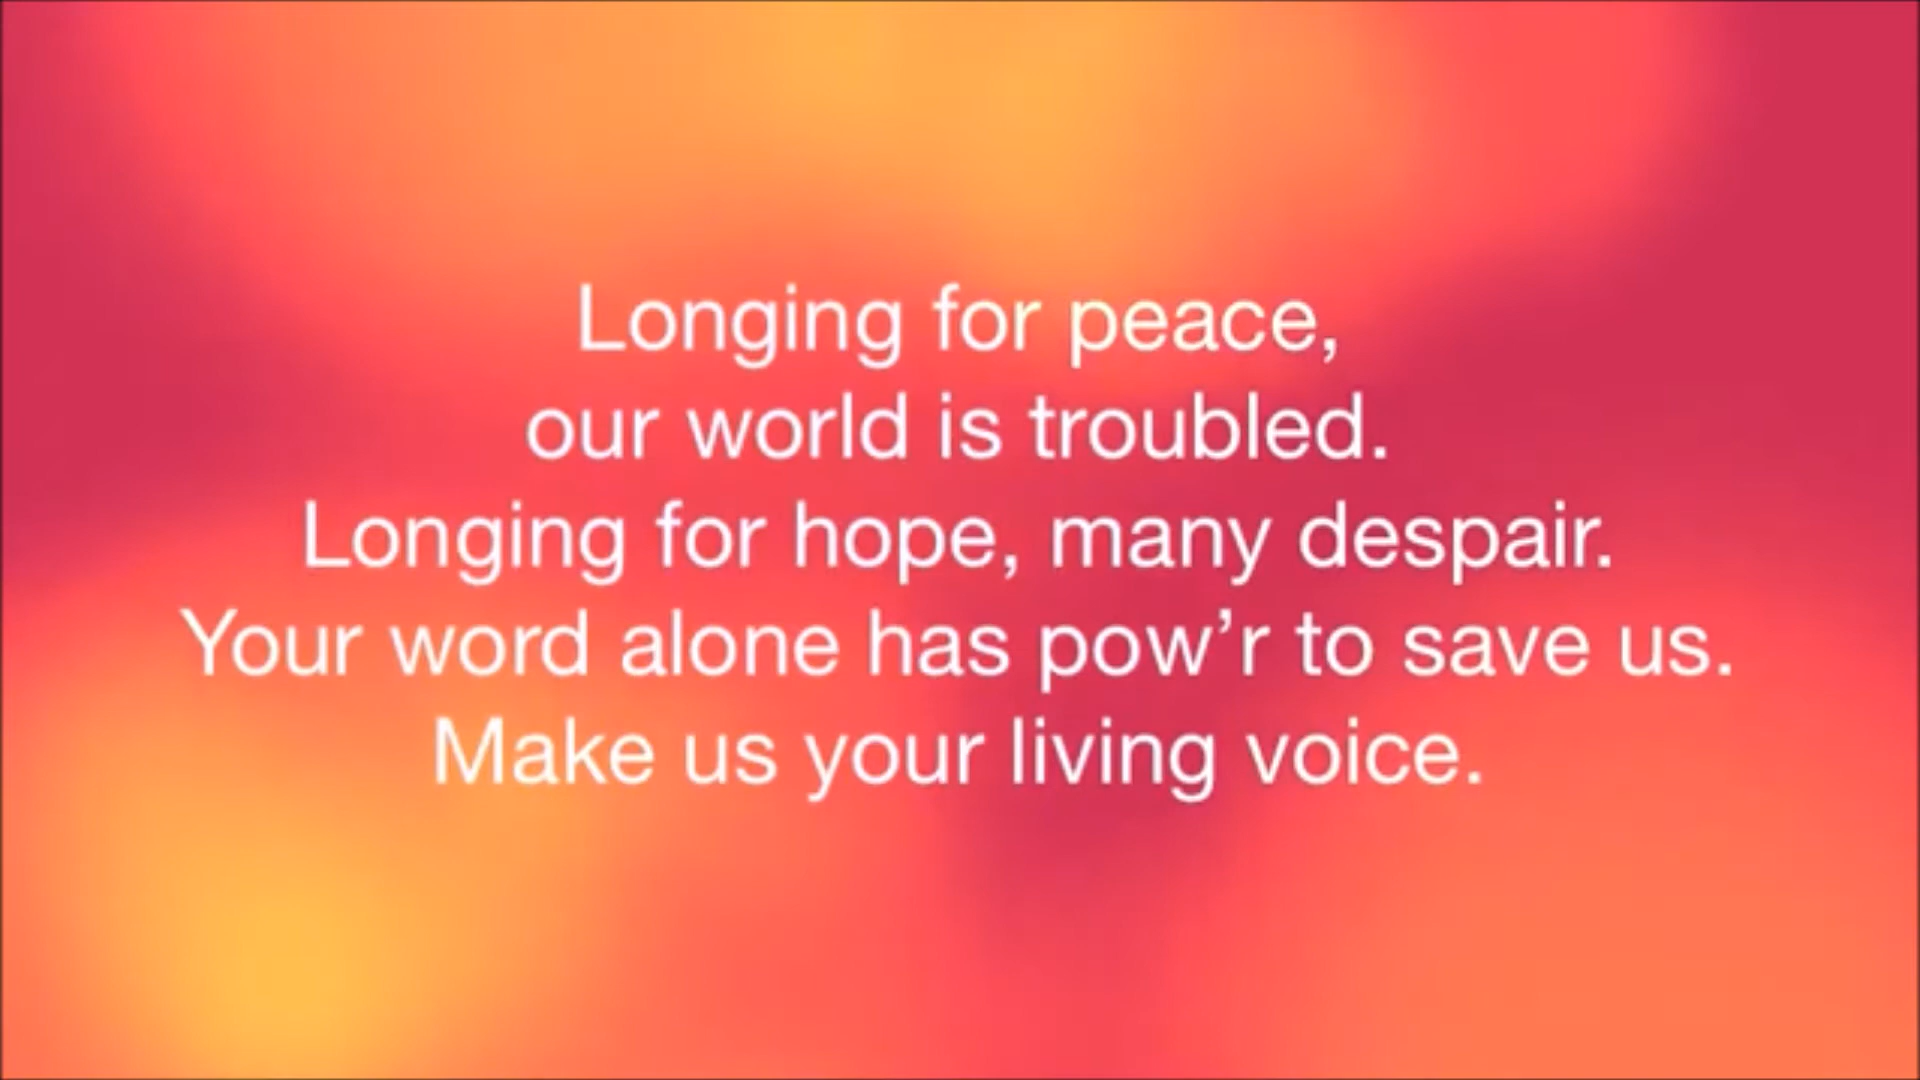 Longing for peace,
our world is troubled.
Longing for hope, many despair.
Your word alone has pow’r to save us.
Make us your living voice.